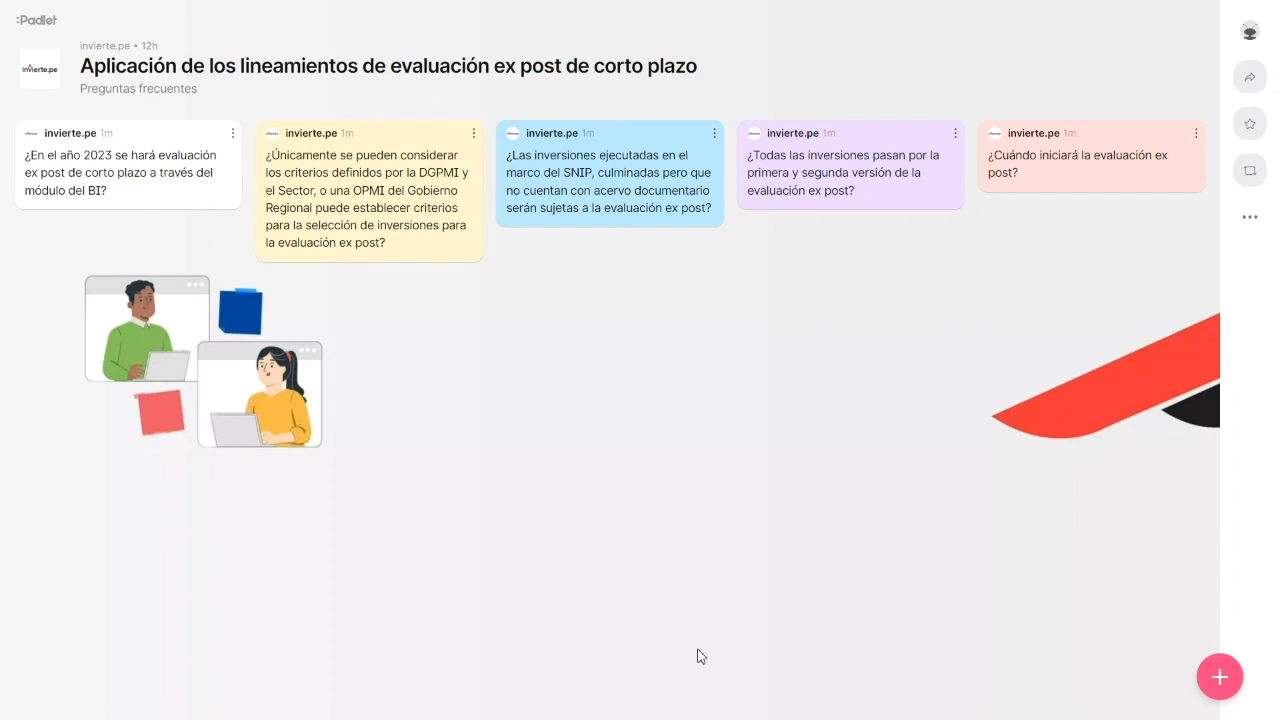 :Padlet
invierte.pe • 12h
invierte.pe
Aplicación de los lineamientos de evaluación ex post de corto plazo
Preguntas frecuentes
invierte.pe 1m
¿En el año 2023 se hará evaluación
ex post de corto plazo a través del
módulo del BI?
invierte.pe 1m
¿Únicamente se pueden considerar
los criterios definidos por la DGPMI y
el Sector, o una OPMI del Gobierno
Regional puede establecer criterios
para la selección de inversiones para
la evaluación ex post?
invierte.pe 1m
¿Las inversiones ejecutadas en el
marco del SNIP, culminadas pero que
no cuentan con acervo documentario
serán sujetas a la evaluación ex post?
invierte.pe 1m
¿Todas las inversiones pasan por la
primera y segunda versión de la
evaluación ex post?
invierte.pe 1m
¿Cuándo iniciará la evaluación ex
post?